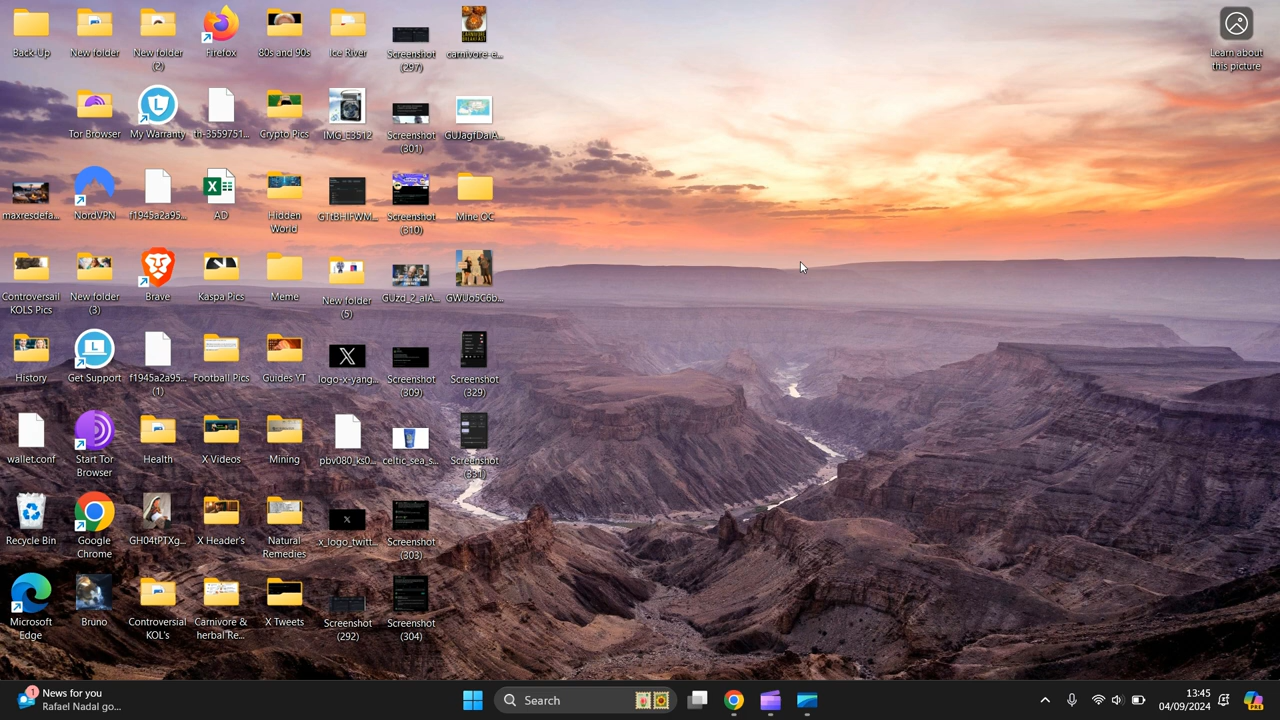 Back Up
New folder
New folder
(2)
Firefox
80s and 90s
Ice River
Screenshot
(297)
carnivore-e...
Learn about
this picture
Tor Browser
My Warranty
th-3559751...
Crypto Pics
IMG_E3512
Screenshot
(301)
GUJagfDaIA...
maxresdefa...
NordVPN
f1945a2a95...
AD
Hidden
World
Screenshot
(310)
Mine OC
Controversail
KOLS Pics
New folder
(3)
Brave
Kaspa Pics
Meme
New folder
(5)
GUzd_2_aIA...
GWUo5C6b...
History
Get Support
f1945a2a95...
(1)
Football Pics
Guides YT
logo-x-yang...
Screenshot
(309)
Screenshot
(329)
wallet.conf
Start Tor
Browser
Health
X Videos
Mining
pbv080_ks0...
celtic_sea_s...
Screenshot
(331)
Recycle Bin
Google
Chrome
GH04tPTXg...
X Header's
Natural
Remedies
x_logo_twitt...
Screenshot
(303)
Microsoft
Edge
Bruno
Controversial
KOL's
Carnivore &
herbal Re...
X Tweets
Screenshot
(292)
Screenshot
(304)
1
News for you
Rafael Nadal go...
Search
13:45
04/09/2024